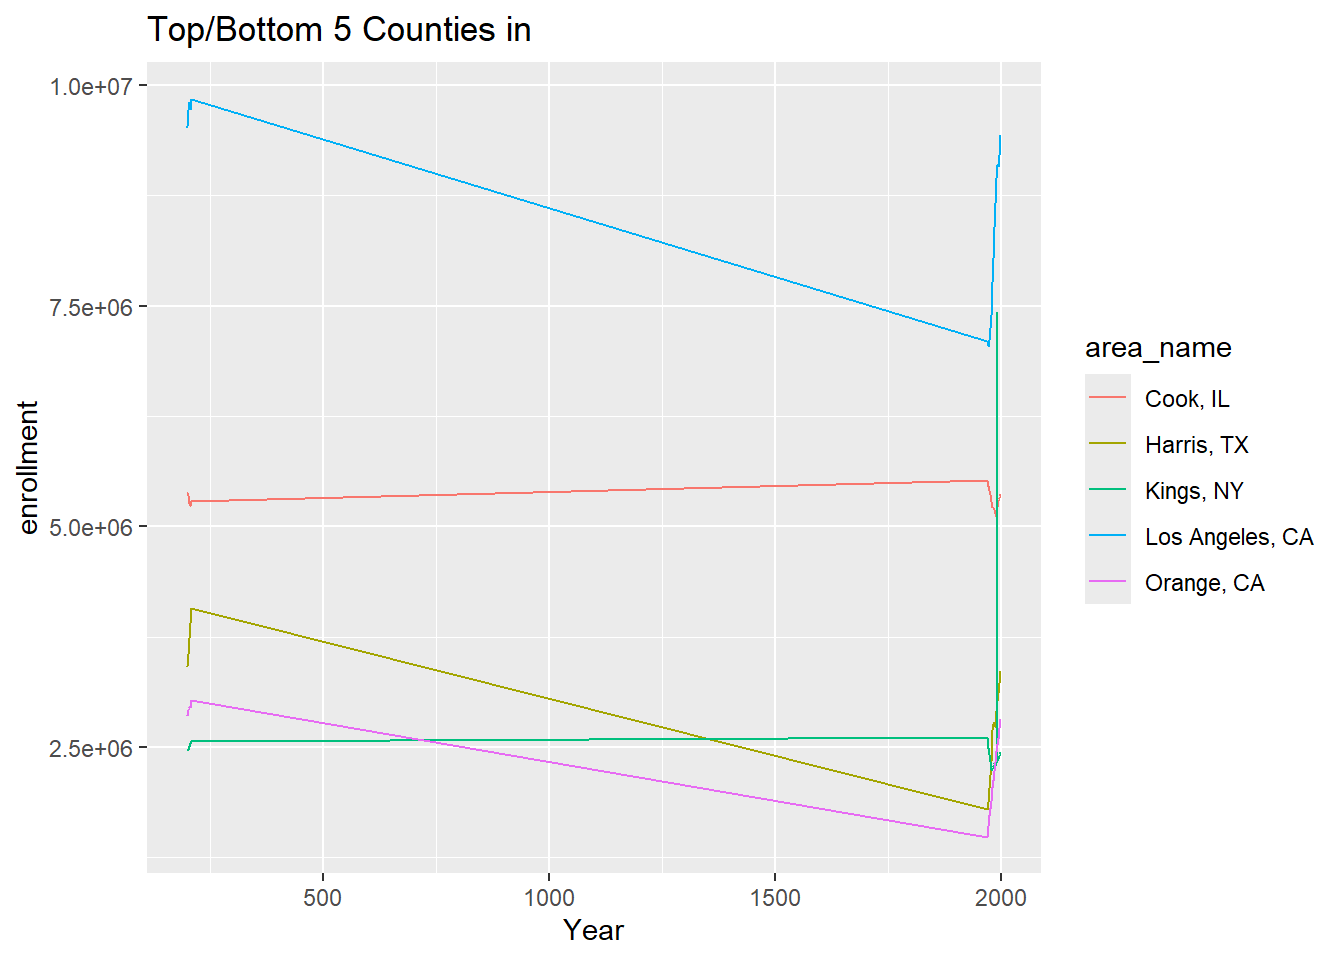 Top/Bottom 5 Counties in
1.0e+07
7.5e+06
5.0e+06
2.5e+06
enrollment
500
1000
1500
2000
Year
area_name
Cook, IL
Harris, TX
Kings, NY
Los Angeles, CA
Orange, CA